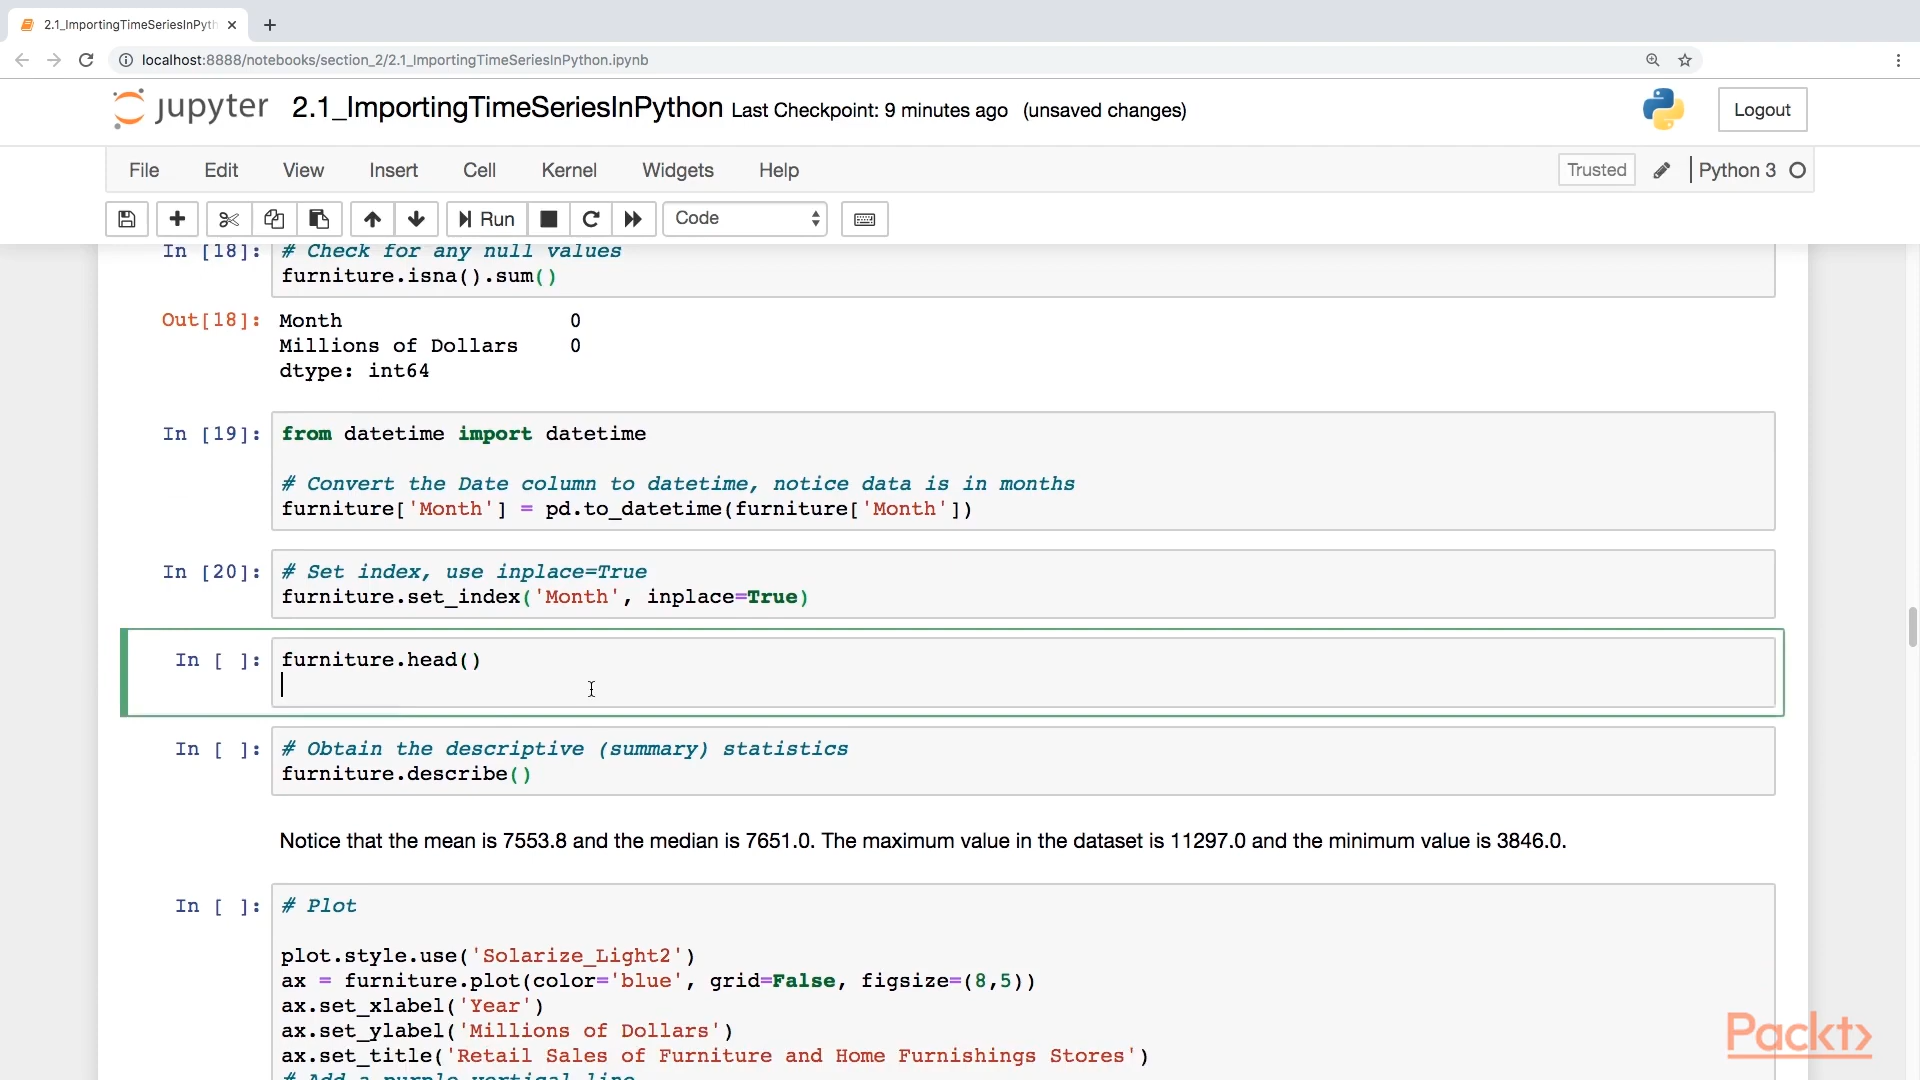 2.1_ImportingTimeSeriesInPyth
localhost:8888/notebooks/section_2/2.1_ImportingTimeSeriesInPython.ipynb
jupyter 2.1_ImportingTimeSeriesInPython Last Checkpoint: 9 minutes ago (unsaved changes)
Logout
File Edit View Insert Cell Kernel Widgets Help
Trusted Python 3
Run Code
In [18]: # Check for any null values
furniture.isna().sum()
Out[18]: Month 0
Millions of Dollars 0
dtype: int64
In [19]: from datetime import datetime
# Convert the Date column to datetime, notice data is in months
furniture['Month'] = pd.to_datetime(furniture['Month'])
In [20]: # Set index, use inplace=True
furniture.set_index('Month', inplace=True)
In [ ]: furniture.head()
In [ ]: # Obtain the descriptive (summary) statistics
furniture.describe()
Notice that the mean is 7553.8 and the median is 7651.0. The maximum value in the dataset is 11297.0 and the minimum value is 3846.0.
In [ ]: # Plot
plot.style.use('Solarize_Light2')
ax = furniture.plot(color='blue', grid=False, figsize=(8,5))
ax.set_xlabel('Year')
ax.set_ylabel('Millions of Dollars')
ax.set_title('Retail Sales of Furniture and Home Furnishings Stores')
# Add a purple vertical line
Packt>